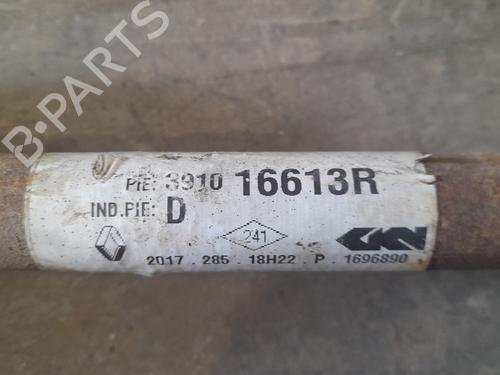 B-PARTS
PIE: 3910 16613R
IND.PIE: D
241
GKN
2017 . 285 . 18H22 . P . 1696890